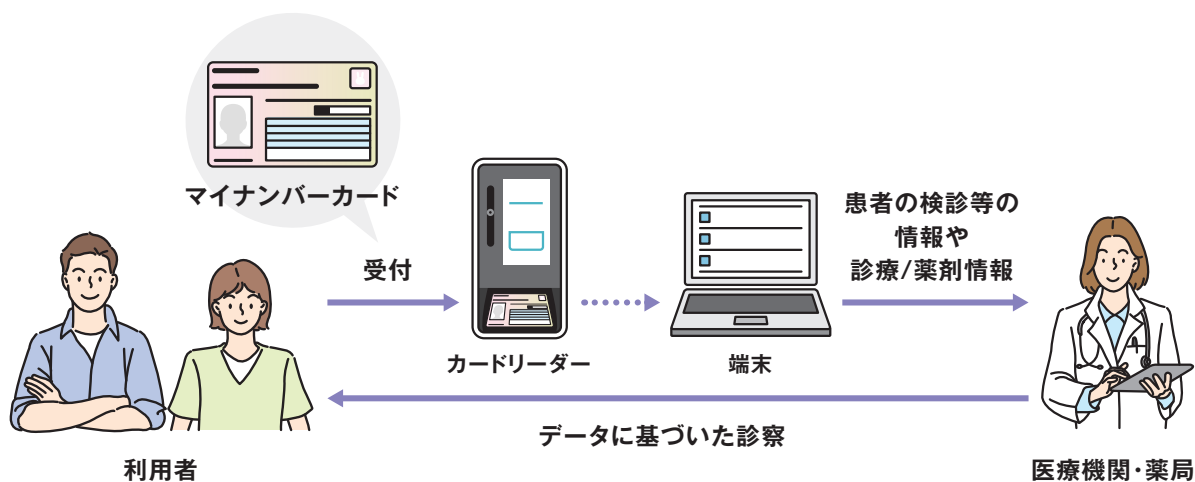 マイナンバーカード
受付
カードリーダー
端末
患者の検診等の
情報や
診療/薬剤情報
データに基づいた診察
利用者
医療機関・薬局